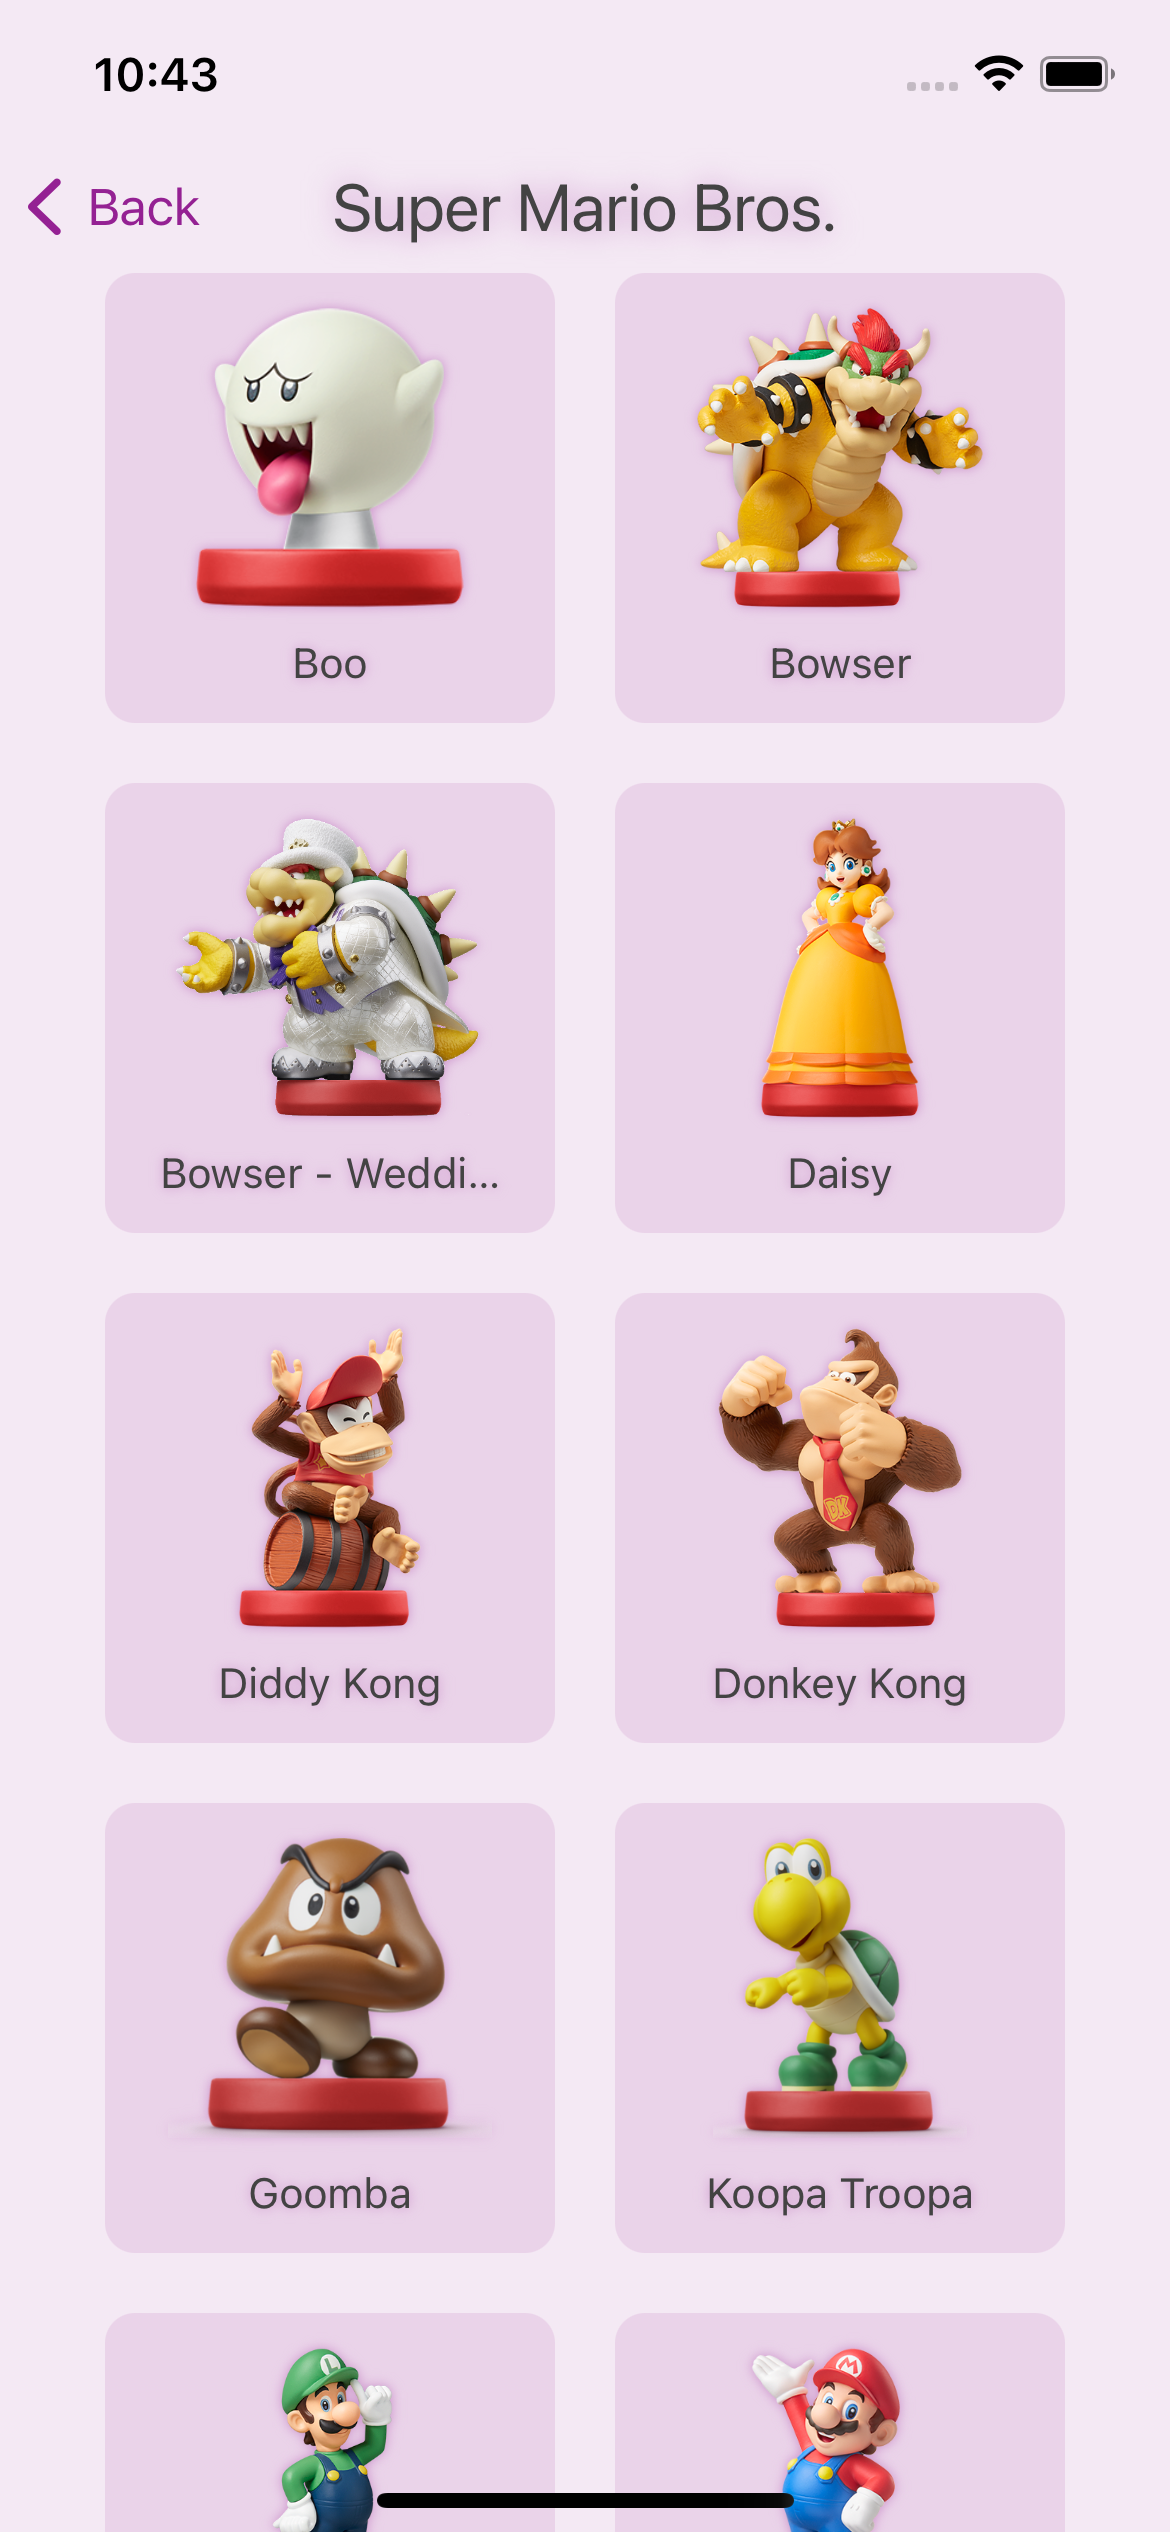 10:43
Back
Super Mario Bros.
Boo
Bowser
Bowser - Weddi...
Daisy
DK
Diddy Kong
Donkey Kong
Goomba
Koopa Troopa
L
M